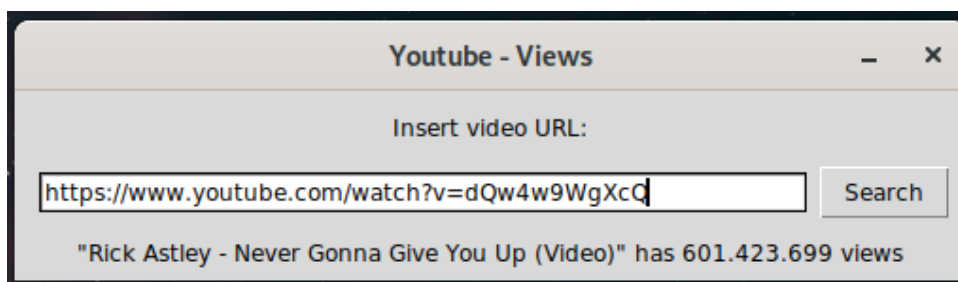 Youtube - Views
Insert video URL:
https://www.youtube.com/watch?v=dQw4w9WgXcQ
Search
"Rick Astley - Never Gonna Give You Up (Video)" has 601.423.699 views